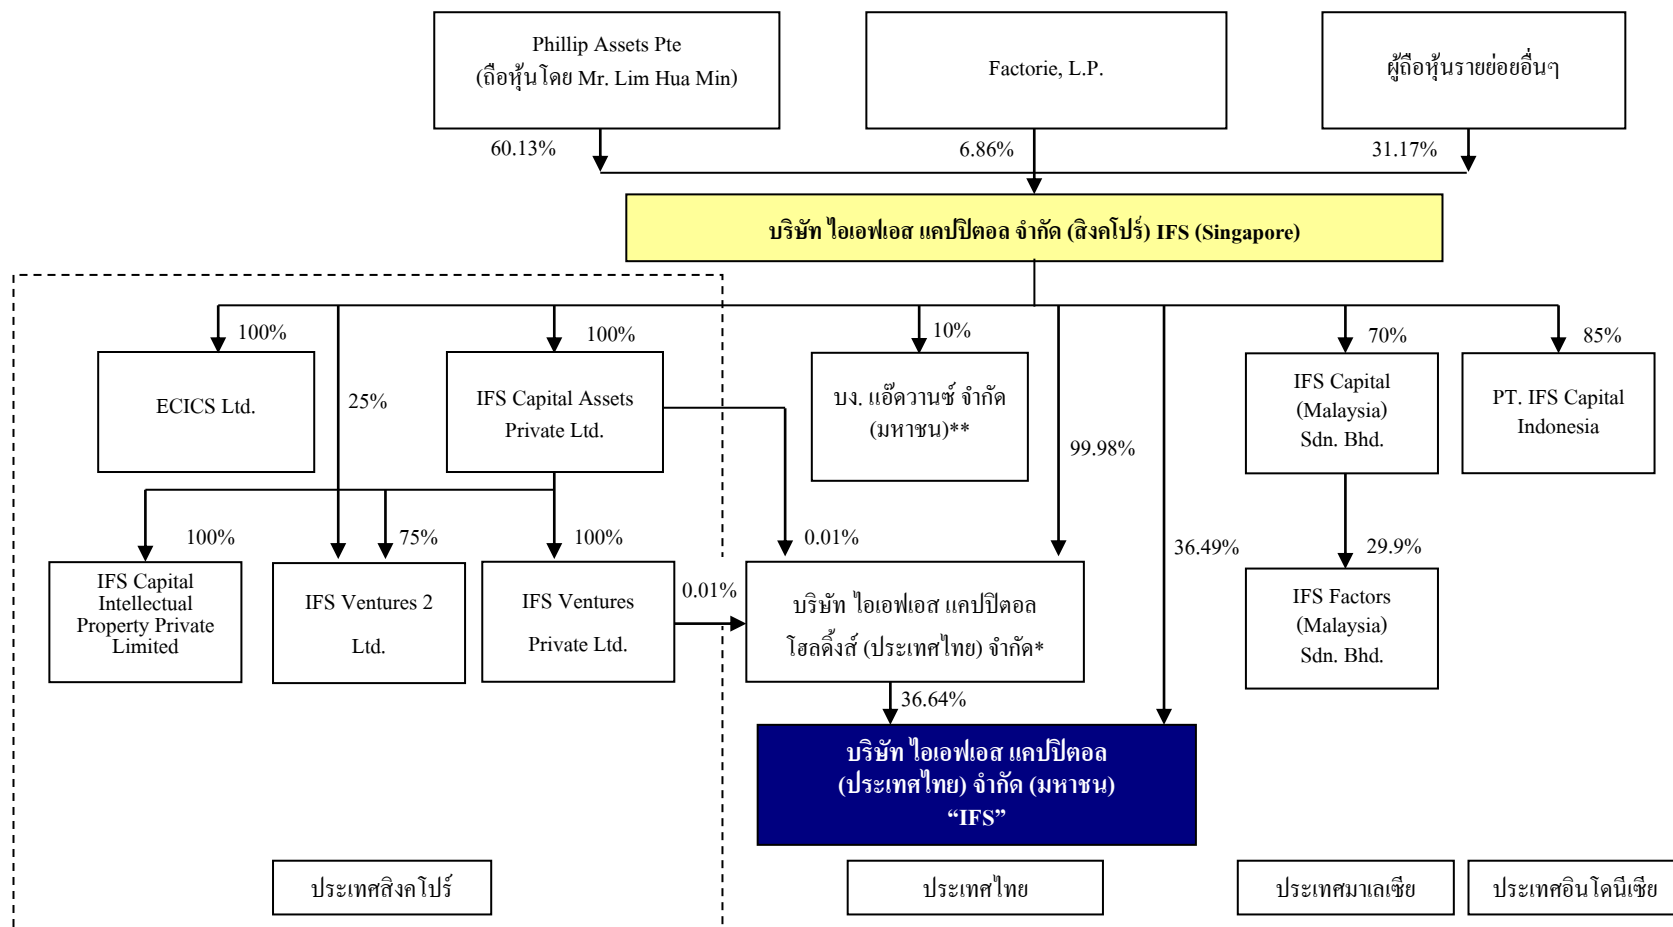 Phillip Assets Pte
(ถือหุ้นโดย Mr. Lim Hua Min)
Factorie, L.P.
ผู้ถือหุ้นรายย่อยอื่นๆ
60.13%
6.86%
31.17%
บริษัท ไอเอฟเอส แคปปิตอล จำกัด (สิงคโปร์) IFS (Singapore)
100%
100%
10%
70%
85%
ECICS Ltd.
25%
IFS Capital Assets
Private Ltd.
บง. แอ๊ดวานซ์ จำกัด
(มหาชน)**
99.98%
IFS Capital
(Malaysia)
Sdn. Bhd.
PT. IFS Capital
Indonesia
100%
75%
100%
0.01%
36.49%
29.9%
IFS Capital
Intellectual
Property Private
Limited
IFS Ventures 2
Ltd.
IFS Ventures
Private Ltd.
0.01%
บริษัท ไอเอฟเอส แคปปิตอล
โฮลดิ้งส์ (ประเทศไทย) จำกัด*
IFS Factors
(Malaysia)
Sdn. Bhd.
36.64%
บริษัท ไอเอฟเอส แคปปิตอล
(ประเทศไทย) จำกัด (มหาชน)
“IFS”
ประเทศสิงคโปร์
ประเทศไทย
ประเทศมาเลเซีย
ประเทศอินโดนีเซีย